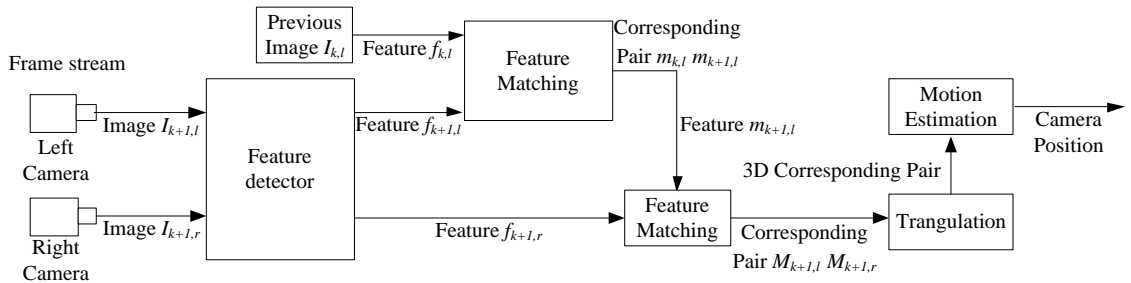 Previous
Image I_{k,l}
Feature f_{k,l}
Feature
Matching
Corresponding
Pair m_{k,l} m_{k+1,l}
Frame stream
Image I_{k+1,l}
Left
Camera
Feature
detector
Feature f_{k+1,l}
Feature m_{k+1,l}
Motion
Estimation
Camera
Position
3D Corresponding Pair
Image I_{k+1,r}
Right
Camera
Feature f_{k+1,r}
Feature
Matching
Corresponding
Pair M_{k+1,l} M_{k+1,r}
Trangulation